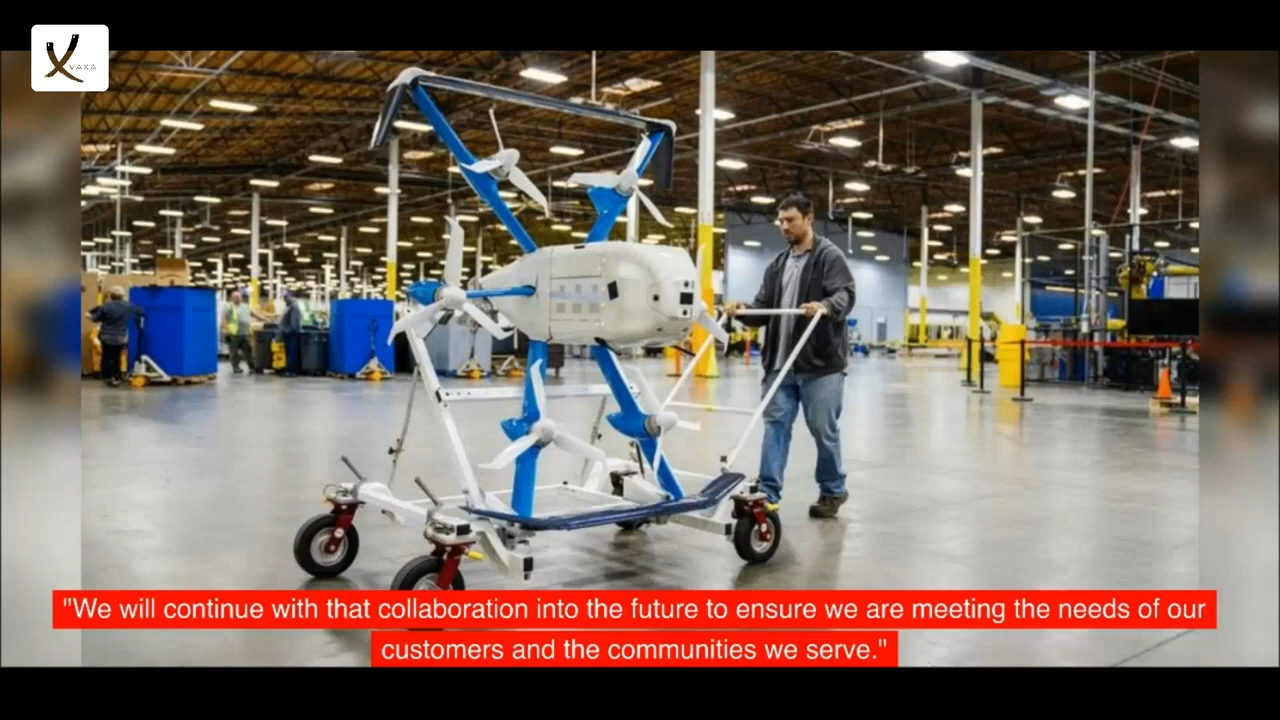 VAXA
"We will continue with that collaboration into the future to ensure we are meeting the needs of our
customers and the communities we serve."